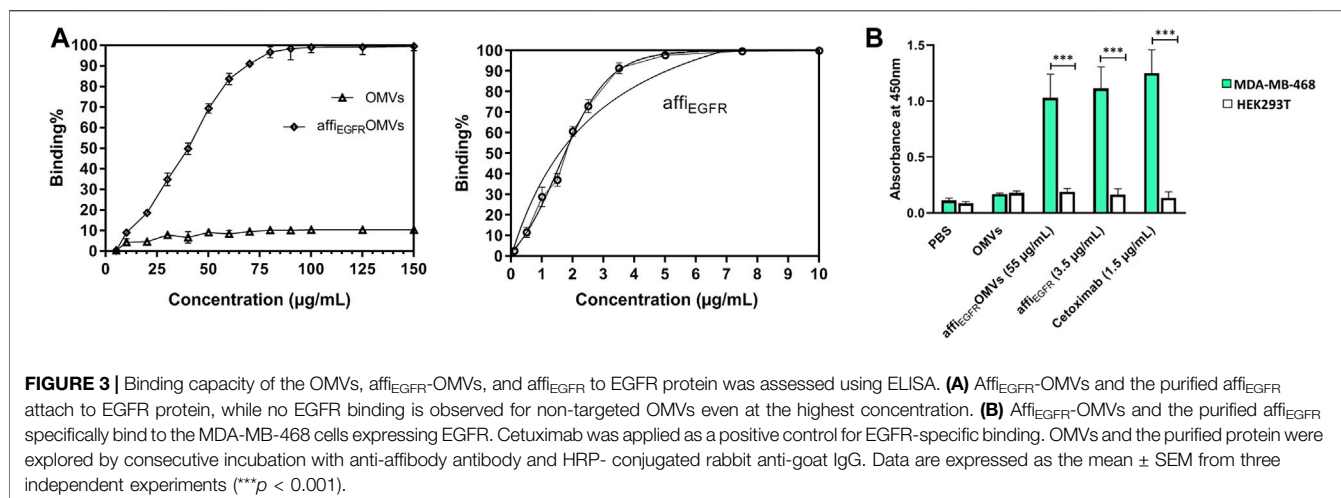 A
Binding%
100
90
80
70
60
50
40
30
20
10
0
OMVs
affiEGFROMVs
0 25 50 75 100 125 150
Concentration (µg/mL)
Binding%
100
90
80
70
60
50
40
30
20
10
0
affiEGFR
0 1 2 3 4 5 6 7 8 9 10
Concentration (µg/mL)
B
Absorbance at 450nm
1.5
1.0
0.5
0.0
***
***
***
MDA-MB-468
HEK293T
PBS
OMVs
affiEGFROMVs (55 µg/mL)
affiEGFR (3.5 µg/mL)
Cetoximab (1.5 µg/mL)
FIGURE 3 | Binding capacity of the OMVs, affiEGFR-OMVs, and affiEGFR to EGFR protein was assessed using ELISA. (A) AffiEGFR-OMVs and the purified affiEGFR
attach to EGFR protein, while no EGFR binding is observed for non-targeted OMVs even at the highest concentration. (B) AffiEGFR-OMVs and the purified affiEGFR
specifically bind to the MDA-MB-468 cells expressing EGFR. Cetuximab was applied as a positive control for EGFR-specific binding. OMVs and the purified protein were
explored by consecutive incubation with anti-affibody antibody and HRP- conjugated rabbit anti-goat IgG. Data are expressed as the mean ± SEM from three
independent experiments (***p < 0.001).